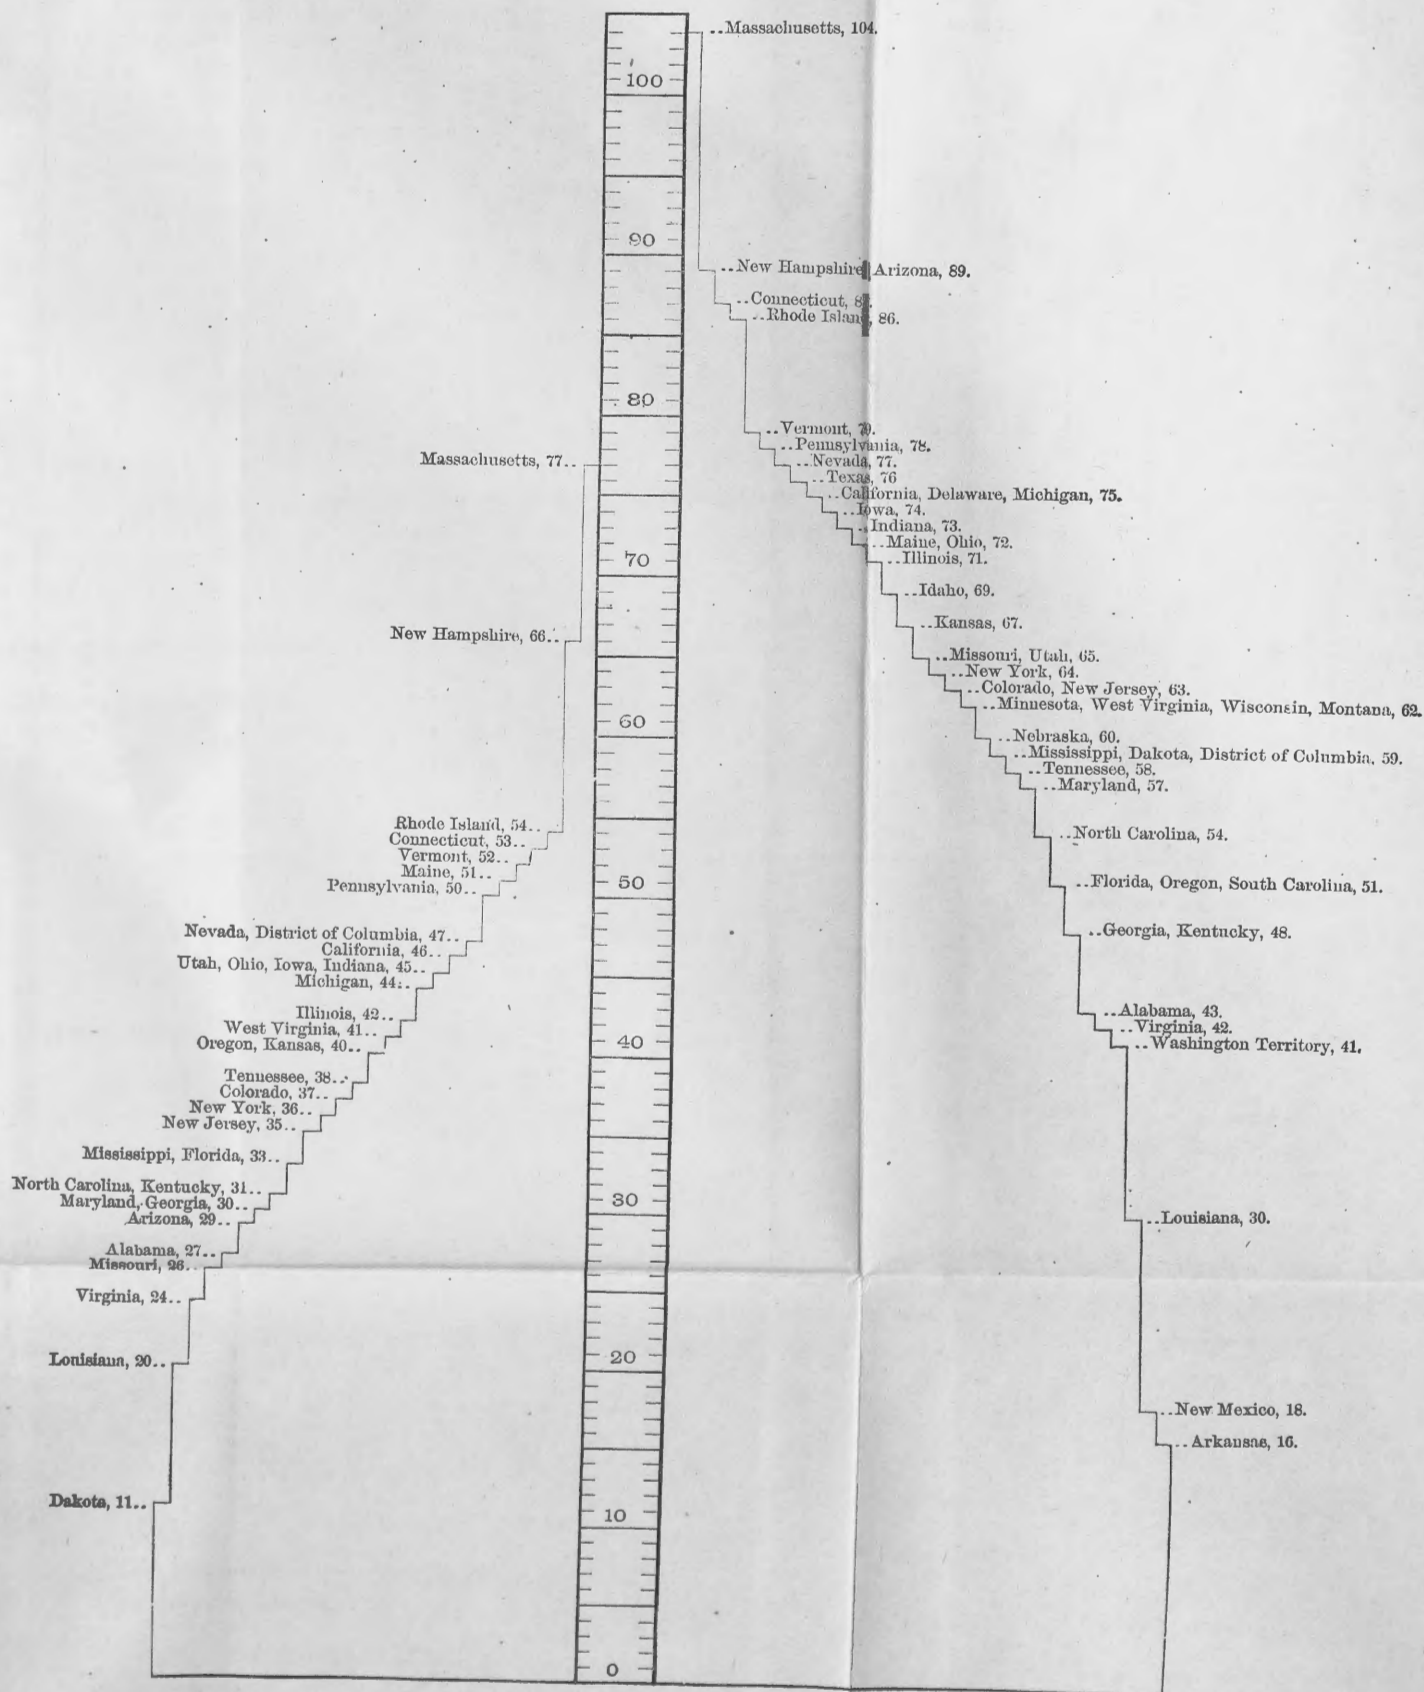 ..Massachusetts, 104.
100
90
..New Hampshire, Arizona, 89.
..Connecticut, 8
..Rhode Island, 86.
80
..Vermont, 79.
..Pennsylvania, 78.
Massachusetts, 77..
..Nevada, 77.
..Texas, 76
..California, Delaware, Michigan, 75.
..Iowa, 74.
..Indiana, 73.
..Maine, Ohio, 72.
70
..Illinois, 71.
..Idaho, 69.
..Kansas, 67.
New Hampshire, 66..
..Missouri, Utah, 65.
..New York, 64.
..Colorado, New Jersey, 63.
..Minnesota, West Virginia, Wisconsin, Montana, 62.
60
..Nebraska, 60.
..Mississippi, Dakota, District of Columbia, 59.
..Tennessee, 58.
..Maryland, 57.
Rhode Island, 54..
..North Carolina, 54.
Connecticut, 53..
Vermont, 52..
Maine, 51..
Pennsylvania, 50..
50
..Florida, Oregon, South Carolina, 51.
Nevada, District of Columbia, 47..
..Georgia, Kentucky, 48.
California, 46..
Utah, Ohio, Iowa, Indiana, 45..
Michigan, 44..
Illinois, 42..
..Alabama, 43.
West Virginia, 41..
..Virginia, 42.
Oregon, Kansas, 40..
40
..Washington Territory, 41.
Tennessee, 38..
Colorado, 37..
New York, 36..
New Jersey, 35..
Mississippi, Florida, 33..
North Carolina, Kentucky, 31..
Maryland, Georgia, 30..
30
Arizona, 29..
..Louisiana, 30.
Alabama, 27..
Missouri, 26..
Virginia, 24..
Louisiana, 20..
20
..New Mexico, 18.
..Arkansas, 16.
Dakota, 11..
10
0